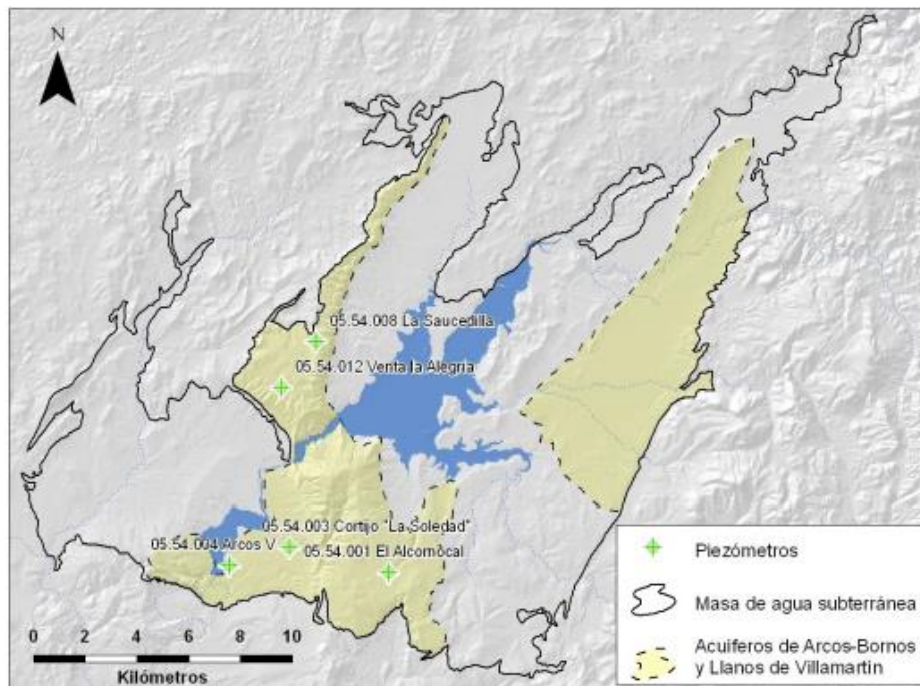 N
05.54.008 La Saucedilla
05.54.012 Venta la Alegria
05.54.003 Cortijo "La Soledad"
05.54.004 Arcos V
05.54.001 El Alcornocal
0 2 4 6 8 10
Kilómetros
Piezómetros
Masa de agua subterránea
Acuíferos de Arcos-Bornos
y Llanos de Villamartín